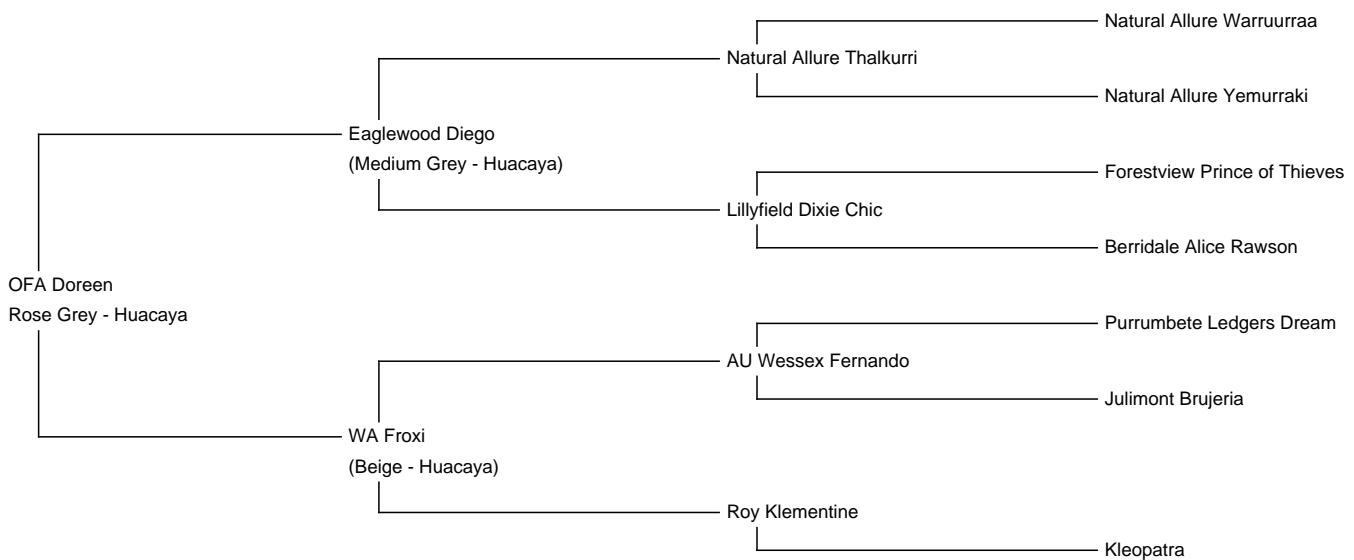 Natural Allure Warruurraa
Natural Allure Thalkurri
Natural Allure Yemurraki
Eaglewood Diego
(Medium Grey - Huacaya)
Forestview Prince of Thieves
Lillyfield Dixie Chic
Berridale Alice Rawson
OFA Doreen
Rose Grey - Huacaya
Purrumbete Ledgers Dream
AU Wessex Fernando
Julimont Brujeria
WA Froxi
(Beige - Huacaya)
Roy Klementine
Kleopatra